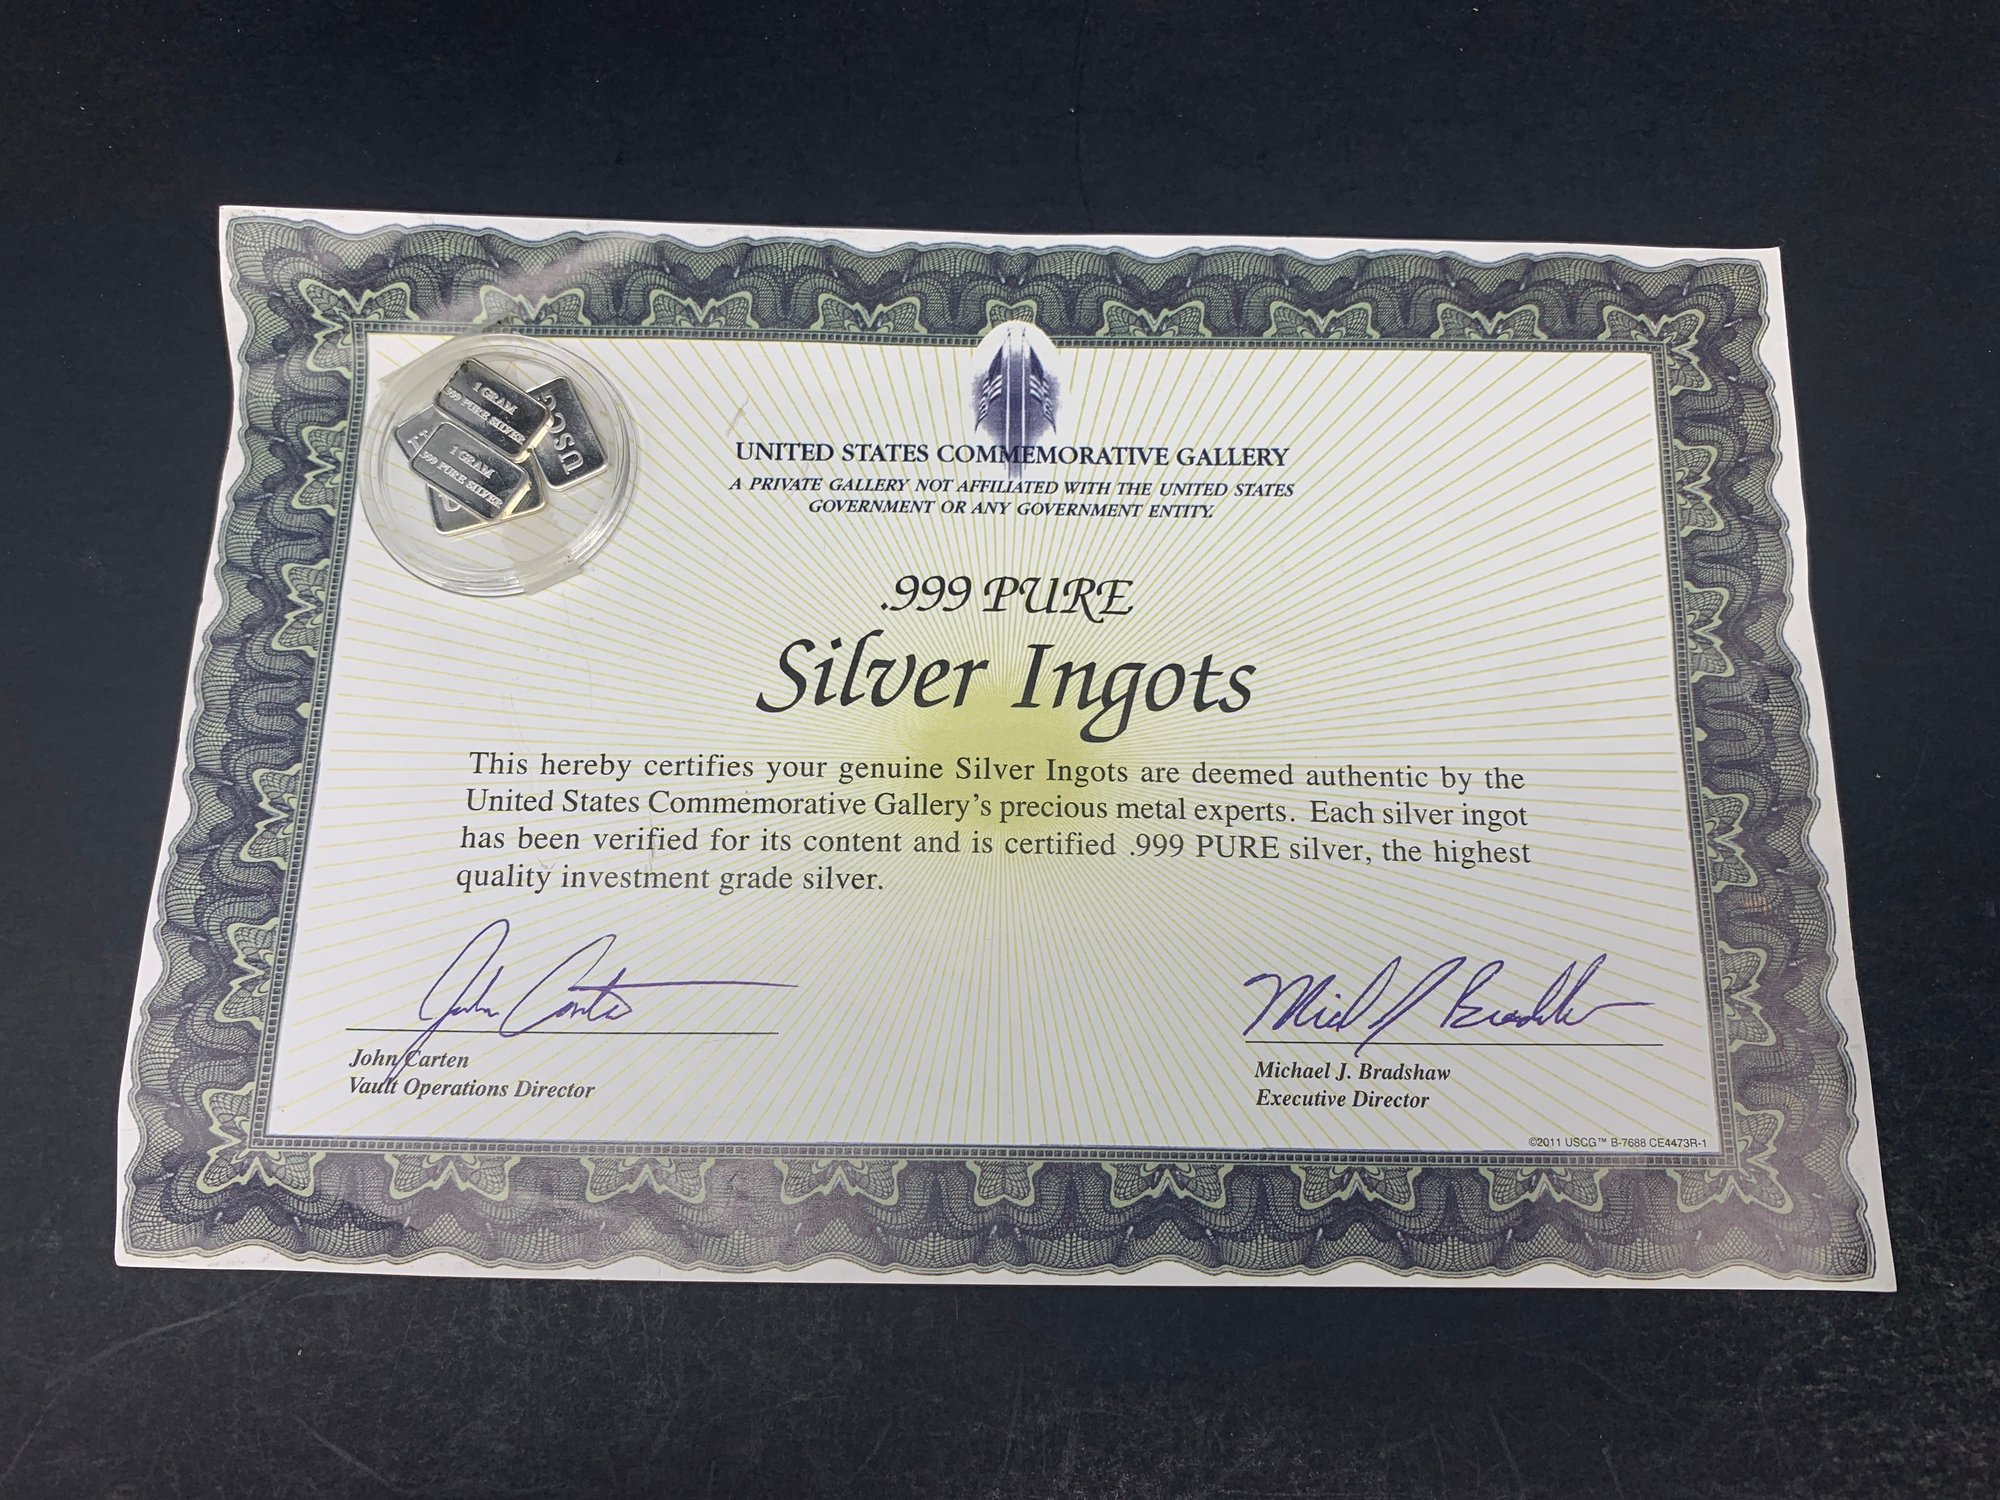 1 GRAM
.999 PURE SILVER
USCG
1 GRAM
.999 PURE SILVER
UNITED STATES COMMEMORATIVE GALLERY
A PRIVATE GALLERY NOT AFFILIATED WITH THE UNITED STATES
GOVERNMENT OR ANY GOVERNMENT ENTITY.
.999 PURE
Silver Ingots
This hereby certifies your genuine Silver Ingots are deemed authentic by the
United States Commemorative Gallery's precious metal experts. Each silver ingot
has been verified for its content and is certified .999 PURE silver, the highest
quality investment grade silver.
John Carten
Michael J. Bradshaw
John Carten
Vault Operations Director
Michael J. Bradshaw
Executive Director
©2011 USCG™ B-7688 CE4473R-1